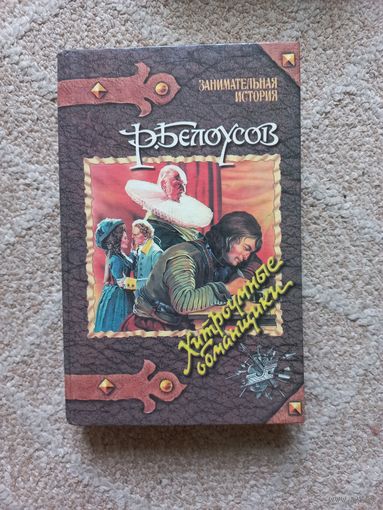 ЗАНИМАТЕЛЬНАЯ
ИСТОРИЯ
Р.БЕЛОУСОВ
Хитроумные
обманщики